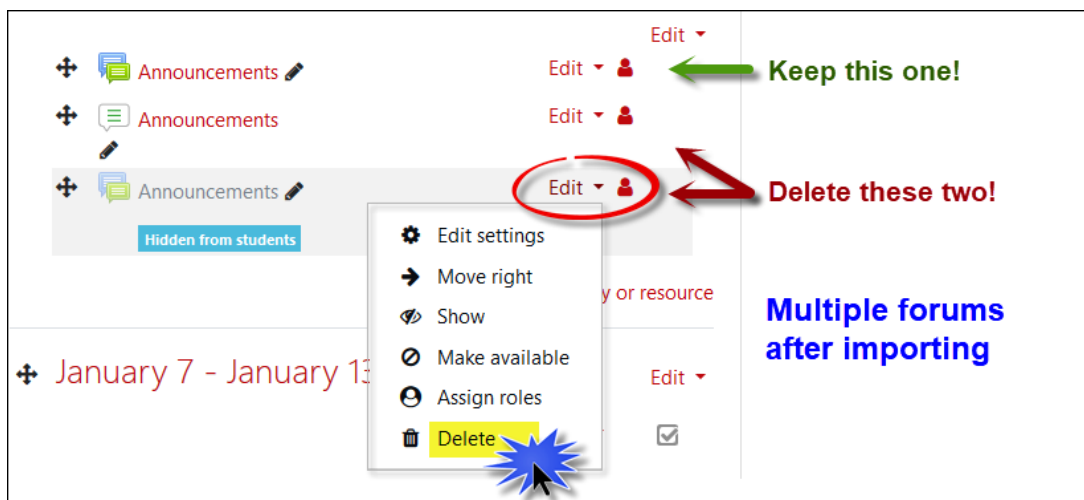 Edit
Announcements Edit Keep this one!
Announcements Edit
Announcements Edit Delete these two!
Hidden from students
Edit settings
Move right
y or resource
Show
Multiple forums
after importing
Make available
January 7 - January 13 Edit
Assign roles
Delete